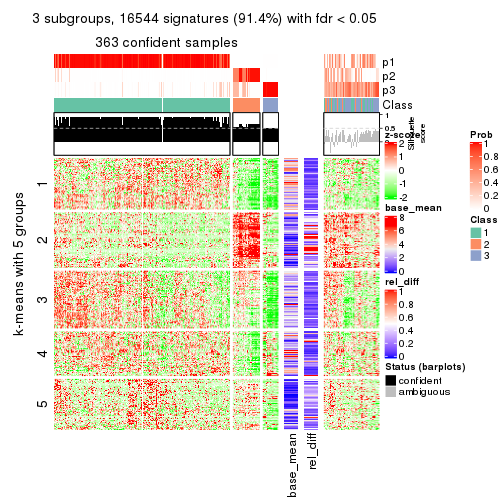 3 subgroups, 16544 signatures (91.4%) with fdr < 0.05
363 confident samples
p1
p2
p3
Class
1
0.5
0
Silhouette
score
k-means with 5 groups
1
2
3
4
5
base_mean
rel_diff
z-score
2
1
0
-1
-2
base_mean
8
6
4
2
0
rel_diff
1
0.8
0.6
0.4
0.2
0
Status (barplots)
confident
ambiguous
Prob
1
0.8
0.6
0.4
0.2
0
Class
1
2
3